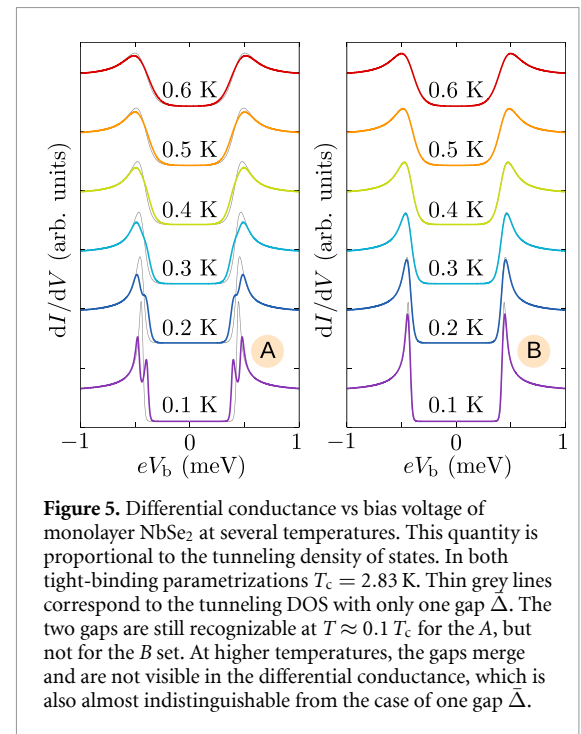 0.6 K
0.5 K
0.4 K
0.3 K
0.2 K
0.1 K
A
dI/dV (arb. units)
−1 0 1
eVb (meV)
0.6 K
0.5 K
0.4 K
0.3 K
0.2 K
0.1 K
B
dI/dV (arb. units)
−1 0 1
eVb (meV)
Figure 5. Differential conductance vs bias voltage of
monolayer NbSe₂ at several temperatures. This quantity is
proportional to the tunneling density of states. In both
tight-binding parametrizations Tc = 2.83 K. Thin grey lines
correspond to the tunneling DOS with only one gap Δ̄. The
two gaps are still recognizable at T ≈ 0.1 Tc for the A, but
not for the B set. At higher temperatures, the gaps merge
and are not visible in the differential conductance, which is
also almost indistinguishable from the case of one gap Δ̄.